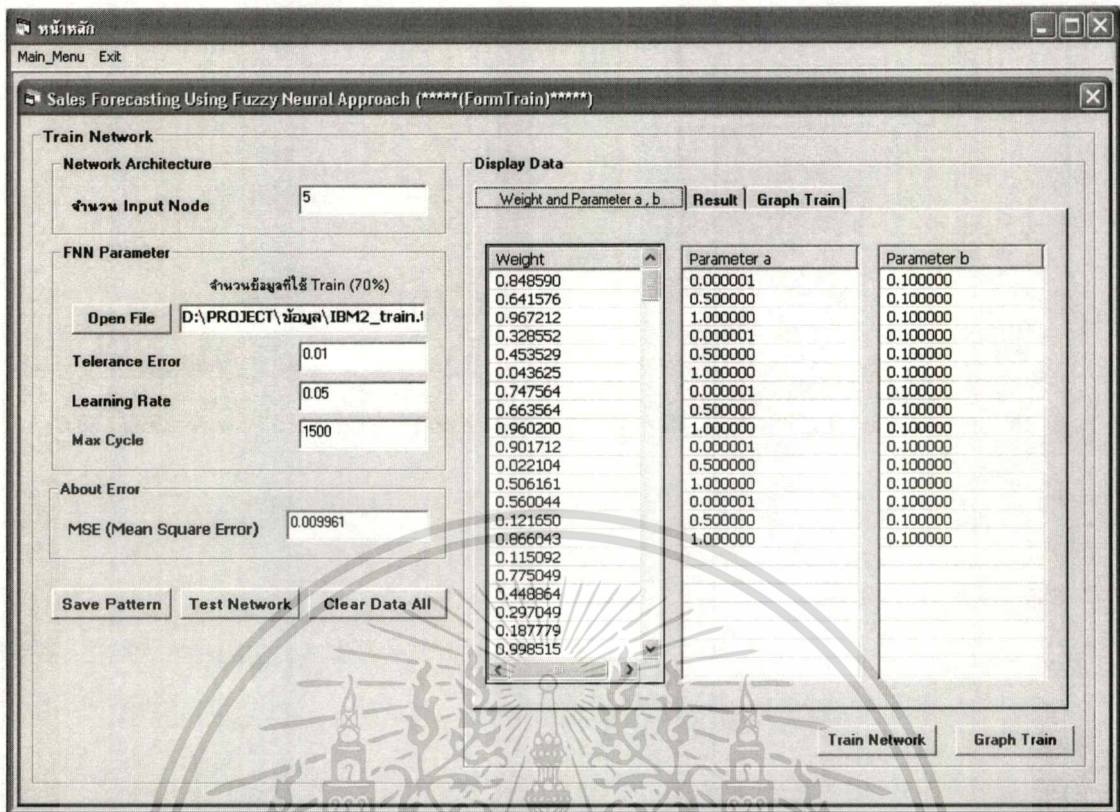 หน้าหลัก
Main_Menu Exit
Sales Forecasting Using Fuzzy Neural Approach (*****(FormTrain)*****)
Train Network
Network Architecture
จำนวน Input Node 5
FNN Parameter
จำนวนข้อมูลที่ใช้ Train (70%)
Open File D:\PROJECT\ข้อมูล\IBM2_train.t
Telerance Error 0.01
Learning Rate 0.05
Max Cycle 1500
About Error
MSE (Mean Square Error) 0.009961
Save Pattern Test Network Clear Data All
Display Data
Weight and Parameter a , b Result Graph Train
Weight Parameter a Parameter b
0.848590 0.000001 0.100000
0.641576 0.500000 0.100000
0.967212 1.000000 0.100000
0.328552 0.000001 0.100000
0.453529 0.500000 0.100000
0.043625 1.000000 0.100000
0.747564 0.000001 0.100000
0.663564 0.500000 0.100000
0.960200 1.000000 0.100000
0.901712 0.000001 0.100000
0.022104 0.500000 0.100000
0.506161 1.000000 0.100000
0.560044 0.000001 0.100000
0.121650 0.500000 0.100000
0.866043 1.000000 0.100000
0.115092
0.775049
0.448864
0.297049
0.187779
0.998515
Train Network Graph Train